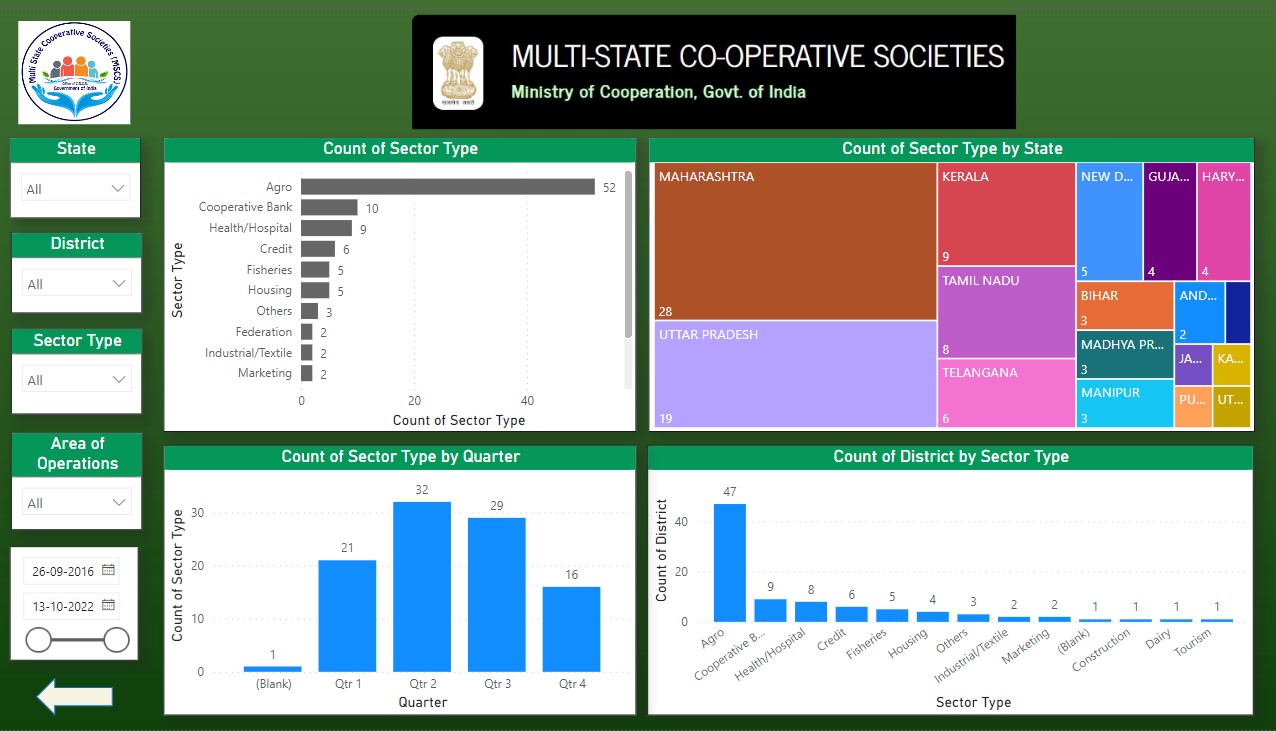 Multi State Cooperative Societies (MSCS)
Government of India
MULTI-STATE CO-OPERATIVE SOCIETIES
Ministry of Cooperation, Govt. of India
State
All
District
All
Sector Type
All
Area of
Operations
All
26-09-2016
13-10-2022
Count of Sector Type
Sector Type
Agro 52
Cooperative Bank 10
Health/Hospital 9
Credit 6
Fisheries 5
Housing 5
Others 3
Federation 2
Industrial/Textile 2
Marketing 2
0 20 40
Count of Sector Type
Count of Sector Type by State
MAHARASHTRA
28
UTTAR PRADESH
19
KERALA
9
TAMIL NADU
8
TELANGANA
6
NEW D...
5
GUJA...
4
HARY...
4
BIHAR
3
MADHYA PR...
3
MANIPUR
3
AND...
2
JA...
KA...
PU...
UT...
Count of Sector Type by Quarter
Count of Sector Type
30
20
10
0
1
21
32
29
16
(Blank) Qtr 1 Qtr 2 Qtr 3 Qtr 4
Quarter
Count of District by Sector Type
Count of District
40
20
0
47 9 8 6 5 4 3 2 2 1 1 1 1
Agro
Cooperative B...
Health/Hospital
Credit
Fisheries
Housing
Others
Industrial/Textile
Marketing
(Blank)
Construction
Dairy
Tourism
Sector Type